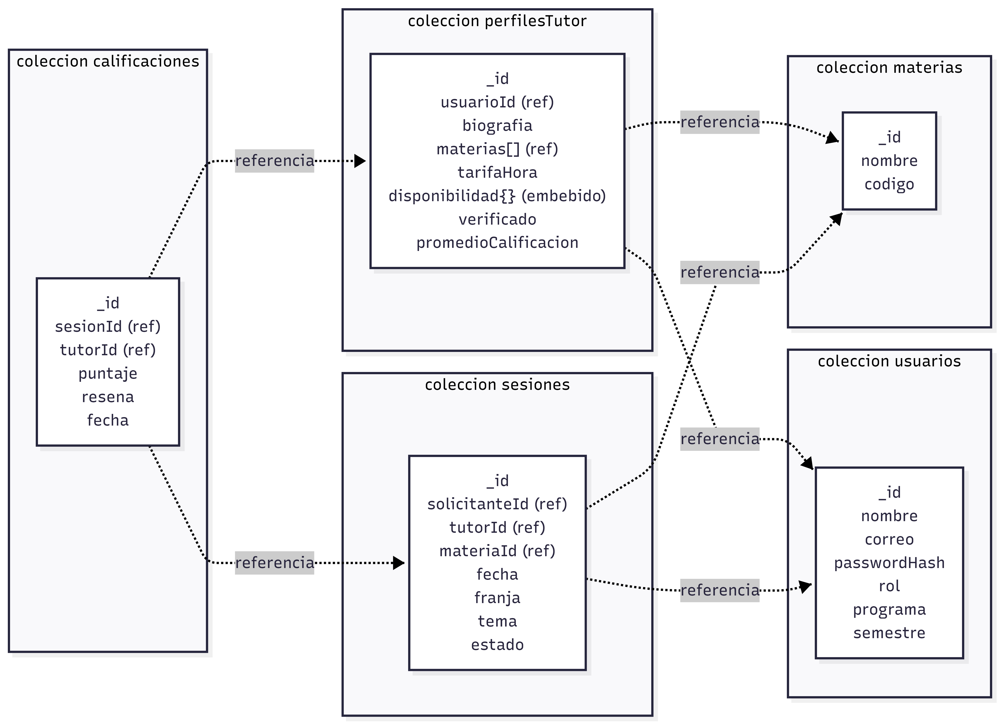 coleccion calificaciones
_id
sesionId (ref)
tutorId (ref)
puntaje
resena
fecha
referencia
referencia
coleccion perfilesTutor
_id
usuarioId (ref)
biografia
materias[] (ref)
tarifaHora
disponibilidad{} (embebido)
verificado
promedioCalificacion
coleccion sesiones
_id
solicitanteId (ref)
tutorId (ref)
materiaId (ref)
fecha
franja
tema
estado
referencia
referencia
referencia
referencia
coleccion materias
_id
nombre
codigo
coleccion usuarios
_id
nombre
correo
passwordHash
rol
programa
semestre